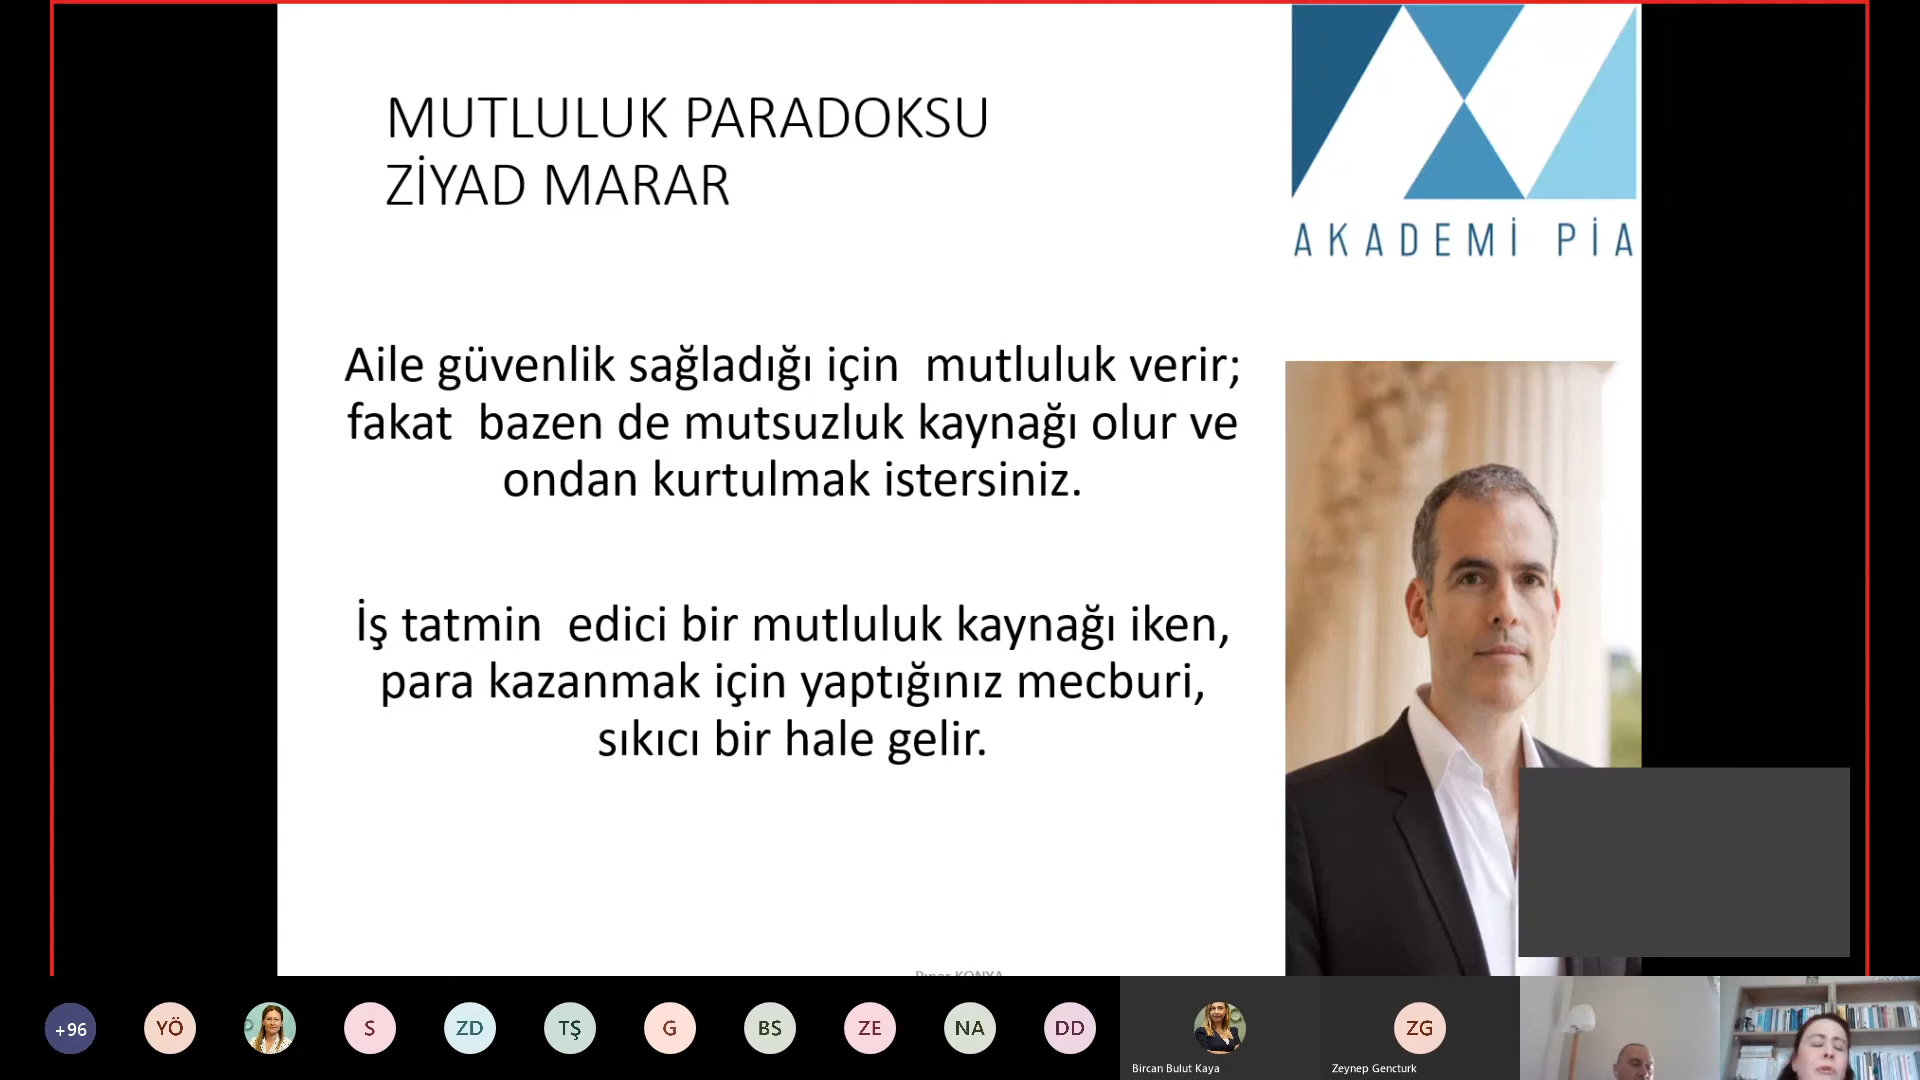 MUTLULUK PARADOKSU
ZİYAD MARAR
AKADEMİ PİA
Aile güvenlik sağladığı için  mutluluk verir;
fakat  bazen de mutsuzluk kaynağı olur ve
ondan kurtulmak istersiniz.
İş tatmin  edici bir mutluluk kaynağı iken,
para kazanmak için yaptığınız mecburi,
sıkıcı bir hale gelir.
Pınar KONYA
+96
YÖ
S
ZD
TŞ
G
BS
ZE
NA
DD
Bircan Bulut Kaya
ZG
Zeynep Gencturk